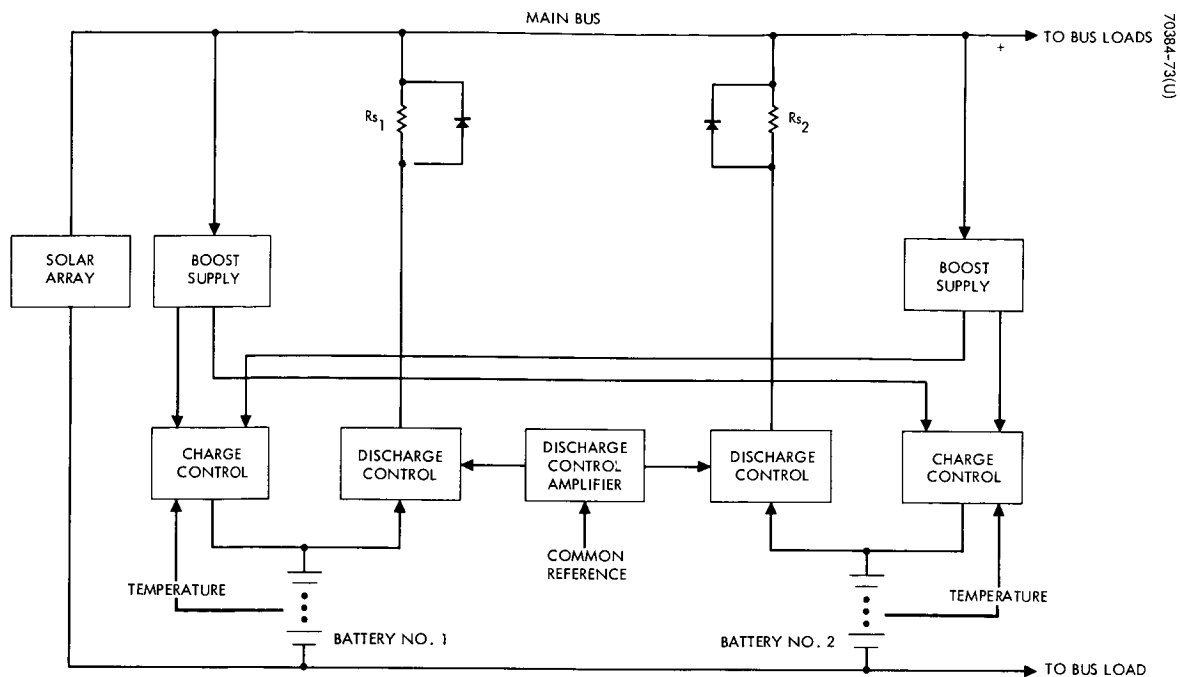 MAIN BUS
TO BUS LOADS
+
70384-73(U)
Rs1
Rs2
SOLAR
ARRAY
BOOST
SUPPLY
BOOST
SUPPLY
CHARGE
CONTROL
DISCHARGE
CONTROL
DISCHARGE
CONTROL
AMPLIFIER
DISCHARGE
CONTROL
CHARGE
CONTROL
COMMON
REFERENCE
TEMPERATURE
TEMPERATURE
BATTERY NO. 1
BATTERY NO. 2
TO BUS LOAD